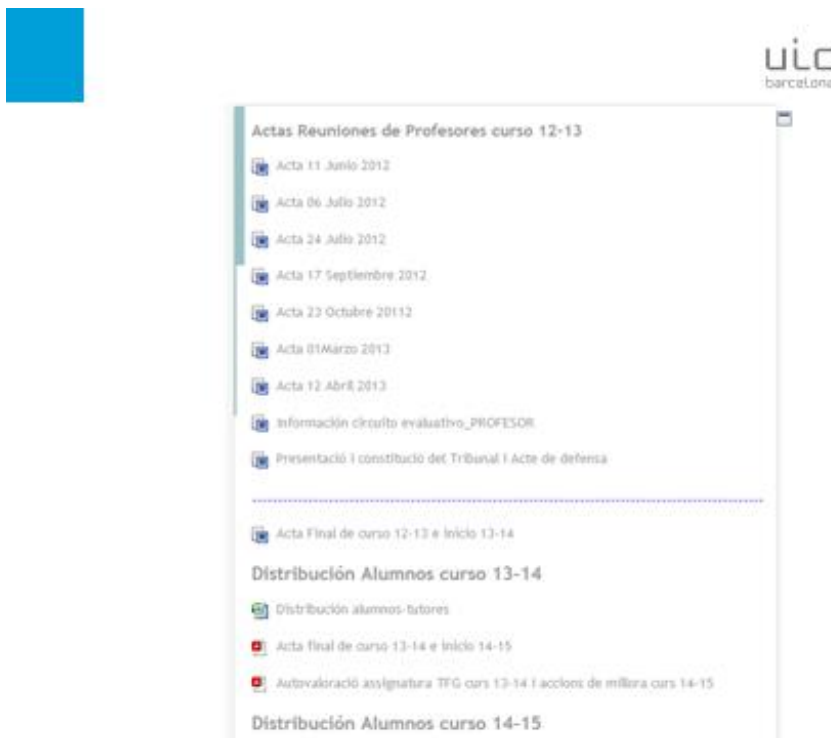 uic
barcelona
Actas Reuniones de Profesores curso 12-13
Acta 11 Junio 2012
Acta 06 Julio 2012
Acta 24 Julio 2012
Acta 17 Septiembre 2012
Acta 23 Octubre 20112
Acta 01Marzo 2013
Acta 12 Abril 2013
Información circuito evaluativo_PROFESOR
Presentació i constitució del Tribunal i Acte de defensa
Acta Final de curso 12-13 e inicio 13-14
Distribución Alumnos curso 13-14
Distribución alumnos-tutores
Acta final de curso 13-14 e inicio 14-15
Autovaloració assignatura TFG curs 13-14 i accions de millora curs 14-15
Distribución Alumnos curso 14-15